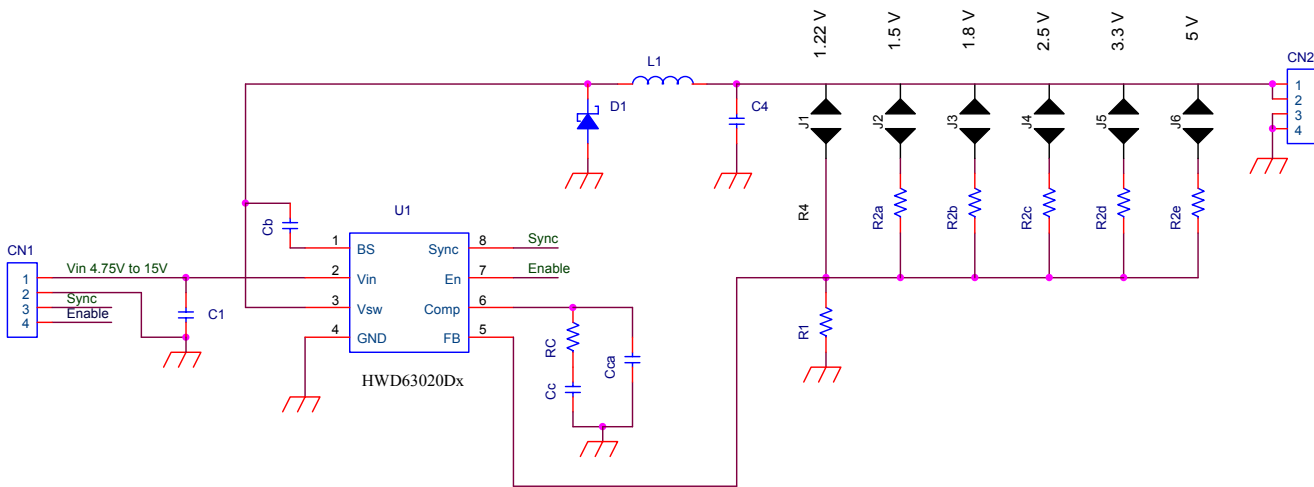 1.22 V
1.5 V
1.8 V
2.5 V
3.3 V
5 V
CN2
L1
1
2
3
4
D1
C4
J1
J2
J3
J4
J5
J6
R4
R2a
R2b
R2c
R2d
R2e
Cb
U1
CN1
1
2
3
4
Vin 4.75V to 15V
Sync
Enable
C1
1
2
3
4
BS
Vin
Vsw
GND
Sync
En
Comp
FB
8
7
6
5
Sync
Enable
HWD63020Dx
RC
Cc
Cca
R1